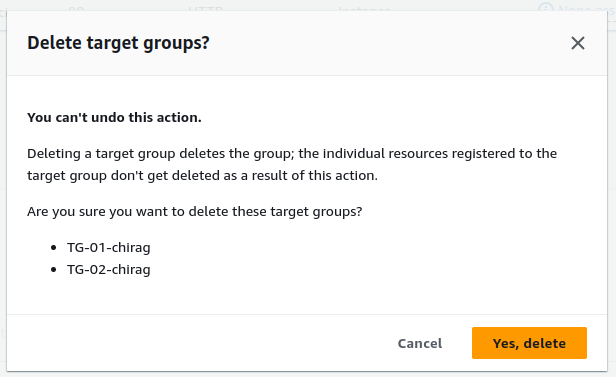 Delete target groups?
You can't undo this action.
Deleting a target group deletes the group; the individual resources registered to the
target group don't get deleted as a result of this action.
Are you sure you want to delete these target groups?
• TG-01-chirag
• TG-02-chirag
Cancel
Yes, delete